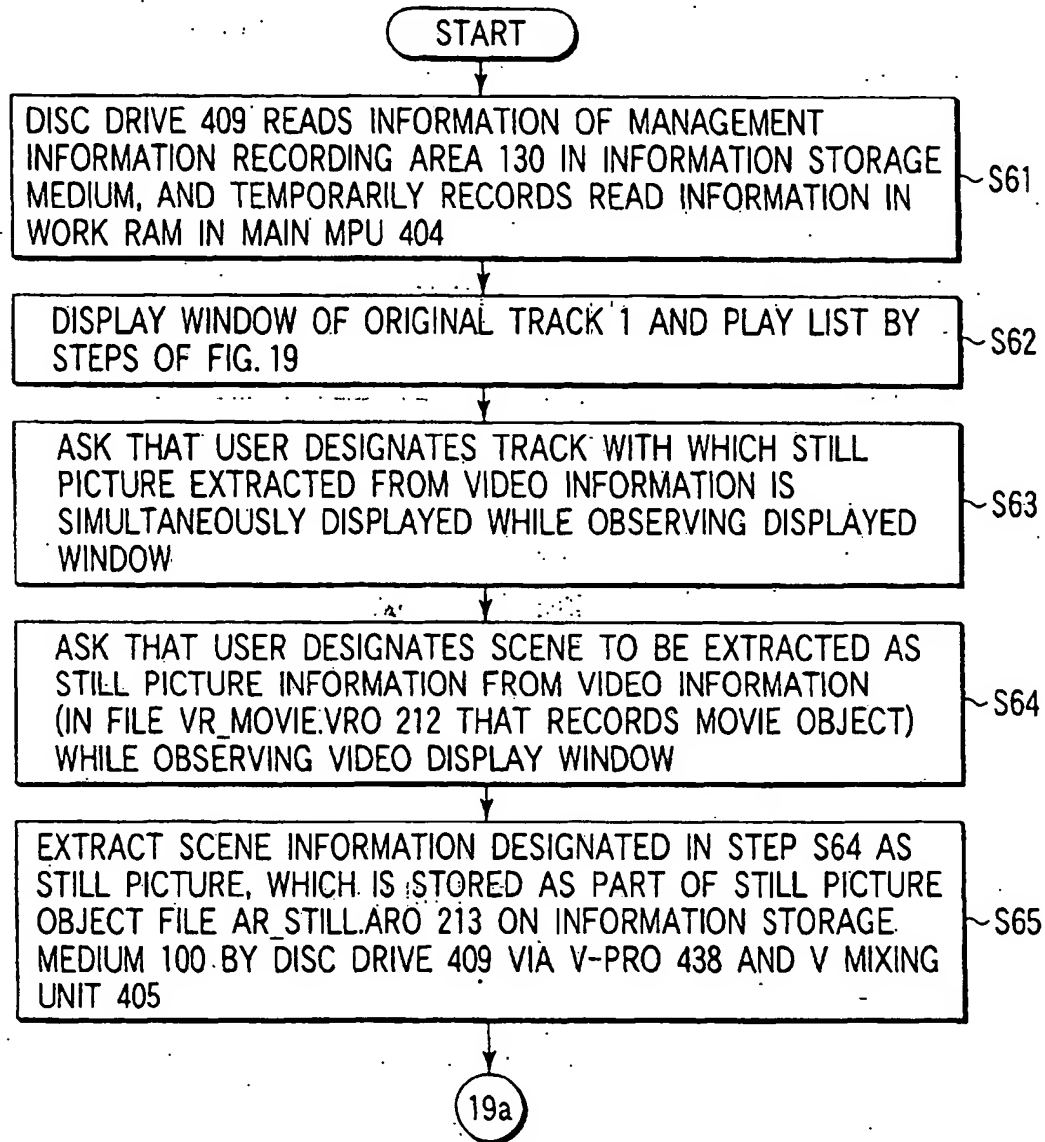 START
DISC DRIVE 409 READS INFORMATION OF MANAGEMENT
INFORMATION RECORDING AREA 130 IN INFORMATION STORAGE
MEDIUM, AND TEMPORARILY RECORDS READ INFORMATION IN
WORK RAM IN MAIN MPU 404
S61
DISPLAY WINDOW OF ORIGINAL TRACK 1 AND PLAY LIST BY
STEPS OF FIG. 19
S62
ASK THAT USER DESIGNATES TRACK WITH WHICH STILL
PICTURE EXTRACTED FROM VIDEO INFORMATION IS
SIMULTANEOUSLY DISPLAYED WHILE OBSERVING DISPLAYED
WINDOW
S63
ASK THAT USER DESIGNATES SCENE TO BE EXTRACTED AS
STILL PICTURE INFORMATION FROM VIDEO INFORMATION
(IN FILE VR_MOVIE.VRO 212 THAT RECORDS MOVIE OBJECT)
WHILE OBSERVING VIDEO DISPLAY WINDOW
S64
EXTRACT SCENE INFORMATION DESIGNATED IN STEP S64 AS
STILL PICTURE, WHICH IS STORED AS PART OF STILL PICTURE
OBJECT FILE AR_STILL.ARO 213 ON INFORMATION STORAGE
MEDIUM 100 BY DISC DRIVE 409 VIA V-PRO 438 AND V MIXING
UNIT 405
S65
19a